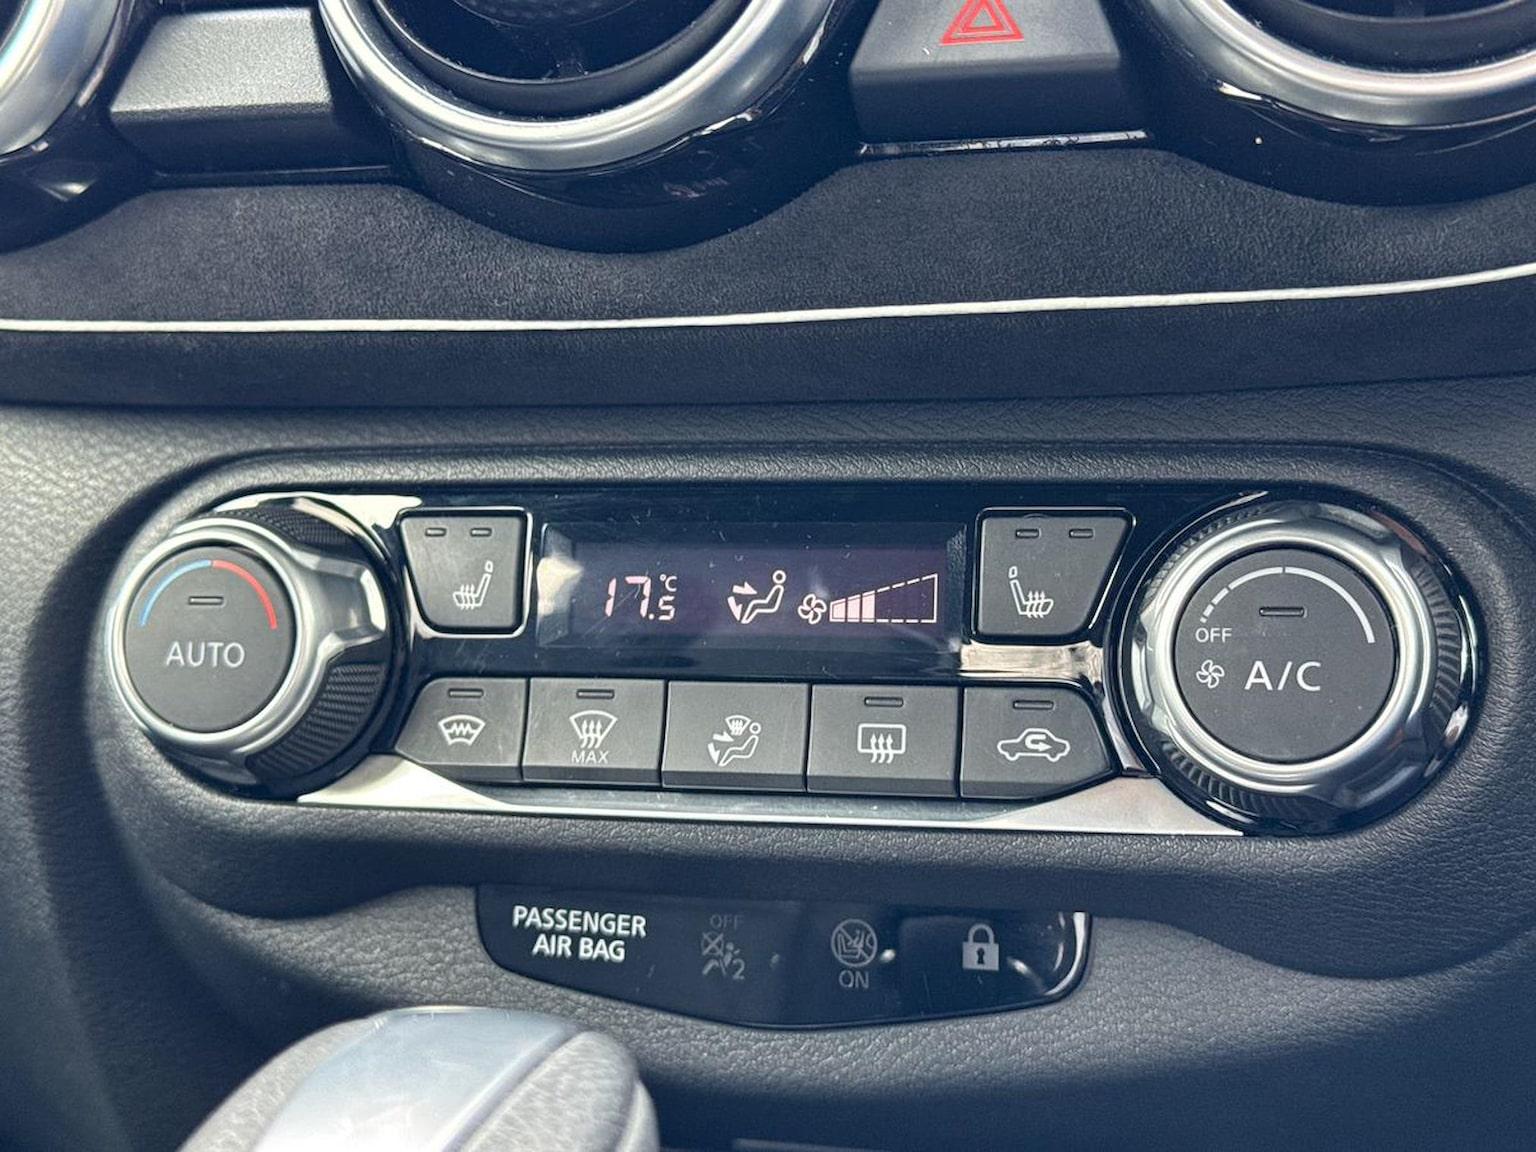 17.5 °C
AUTO
OFF
A/C
MAX
PASSENGER
AIR BAG
OFF
2
ON